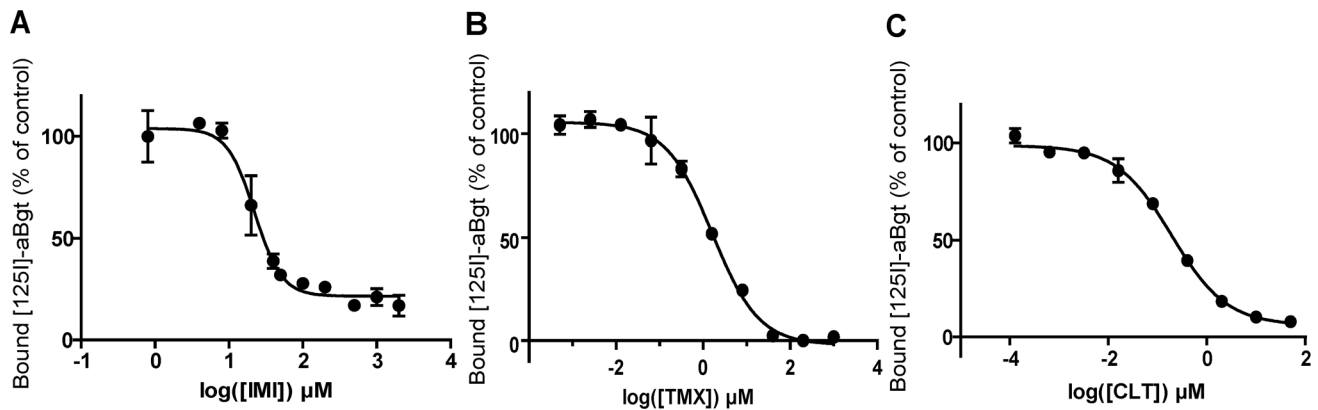 A
Bound [125I]-aBgt (% of control)
100
50
0
-1
0
1
2
3
4
log([IMI]) µM
B
Bound [125I]-aBgt (% of control)
100
50
0
-2
0
2
4
log([TMX]) µM
C
Bound [125I]-aBgt (% of control)
100
50
0
-4
-2
0
2
log([CLT]) µM